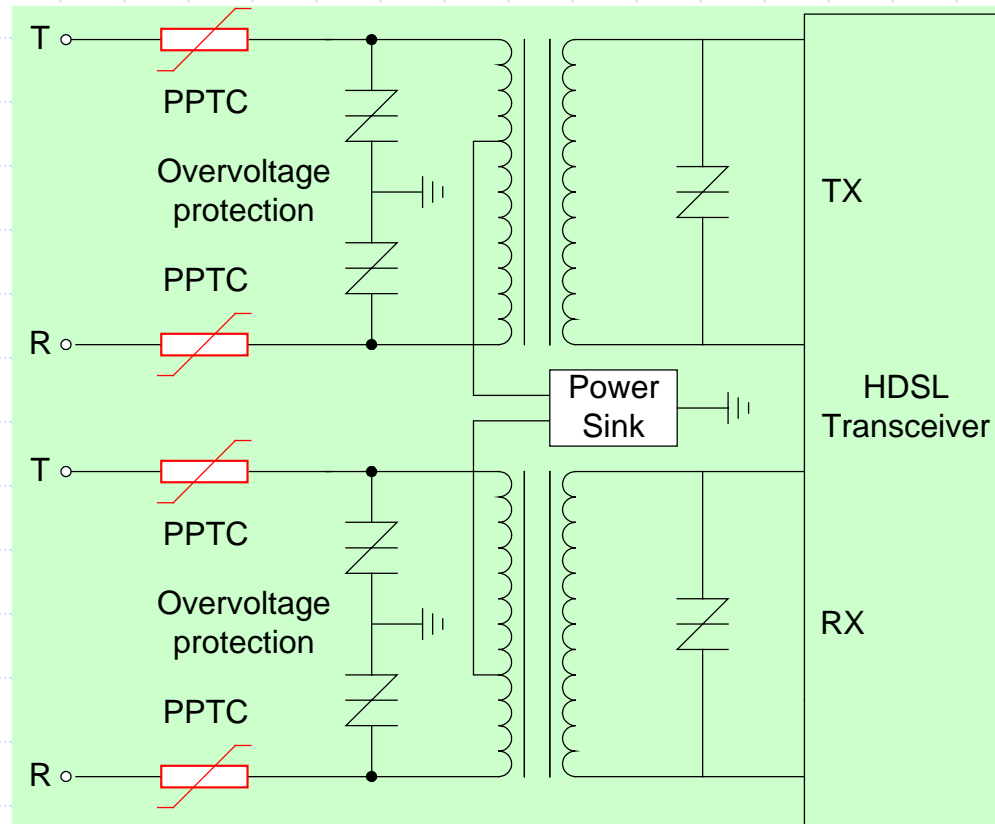 T
PPTC
Overvoltage
protection
PPTC
R
TX
Power
Sink
HDSL
Transceiver
T
PPTC
Overvoltage
protection
PPTC
R
RX